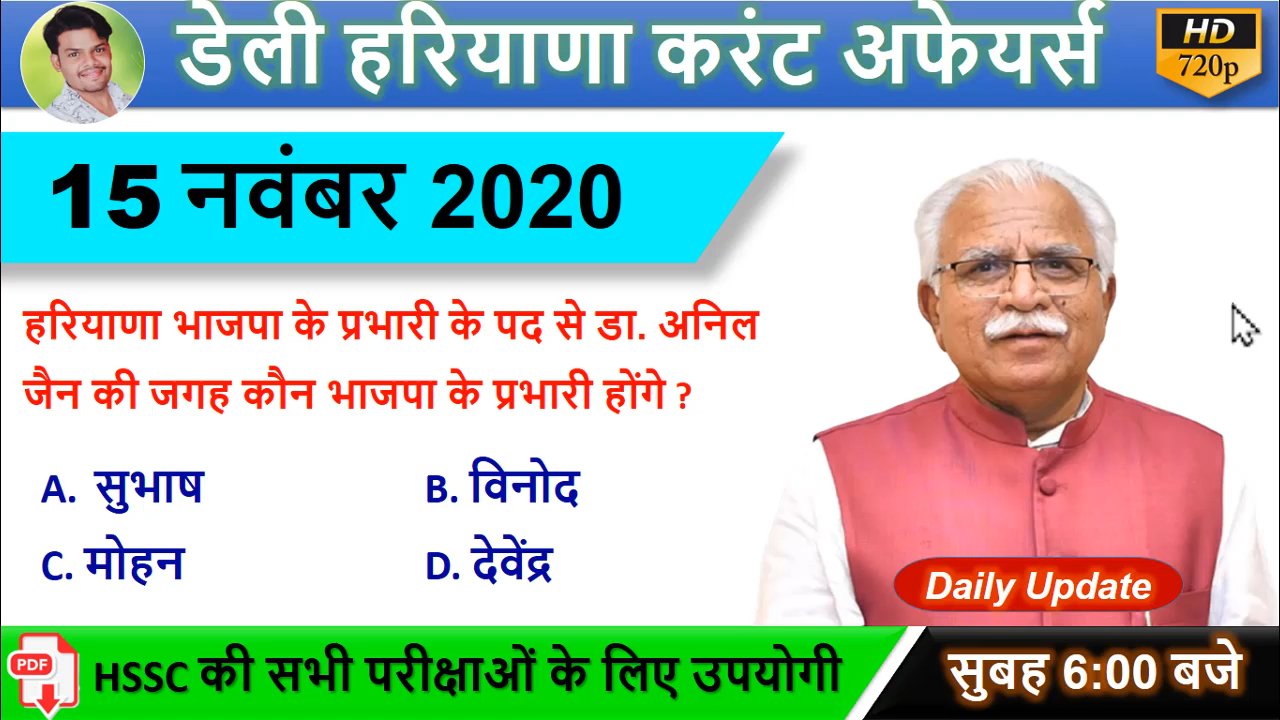 डेली हरियाणा करंट अफेयर्स
HD
720p
15 नवंबर 2020
हरियाणा भाजपा के प्रभारी के पद से डा. अनिल
जैन की जगह कौन भाजपा के प्रभारी होंगे ?
A. सुभाष
B. विनोद
C. मोहन
D. देवेंद्र
Daily Update
PDF
HSSC की सभी परीक्षाओं के लिए उपयोगी
सुबह 6:00 बजे